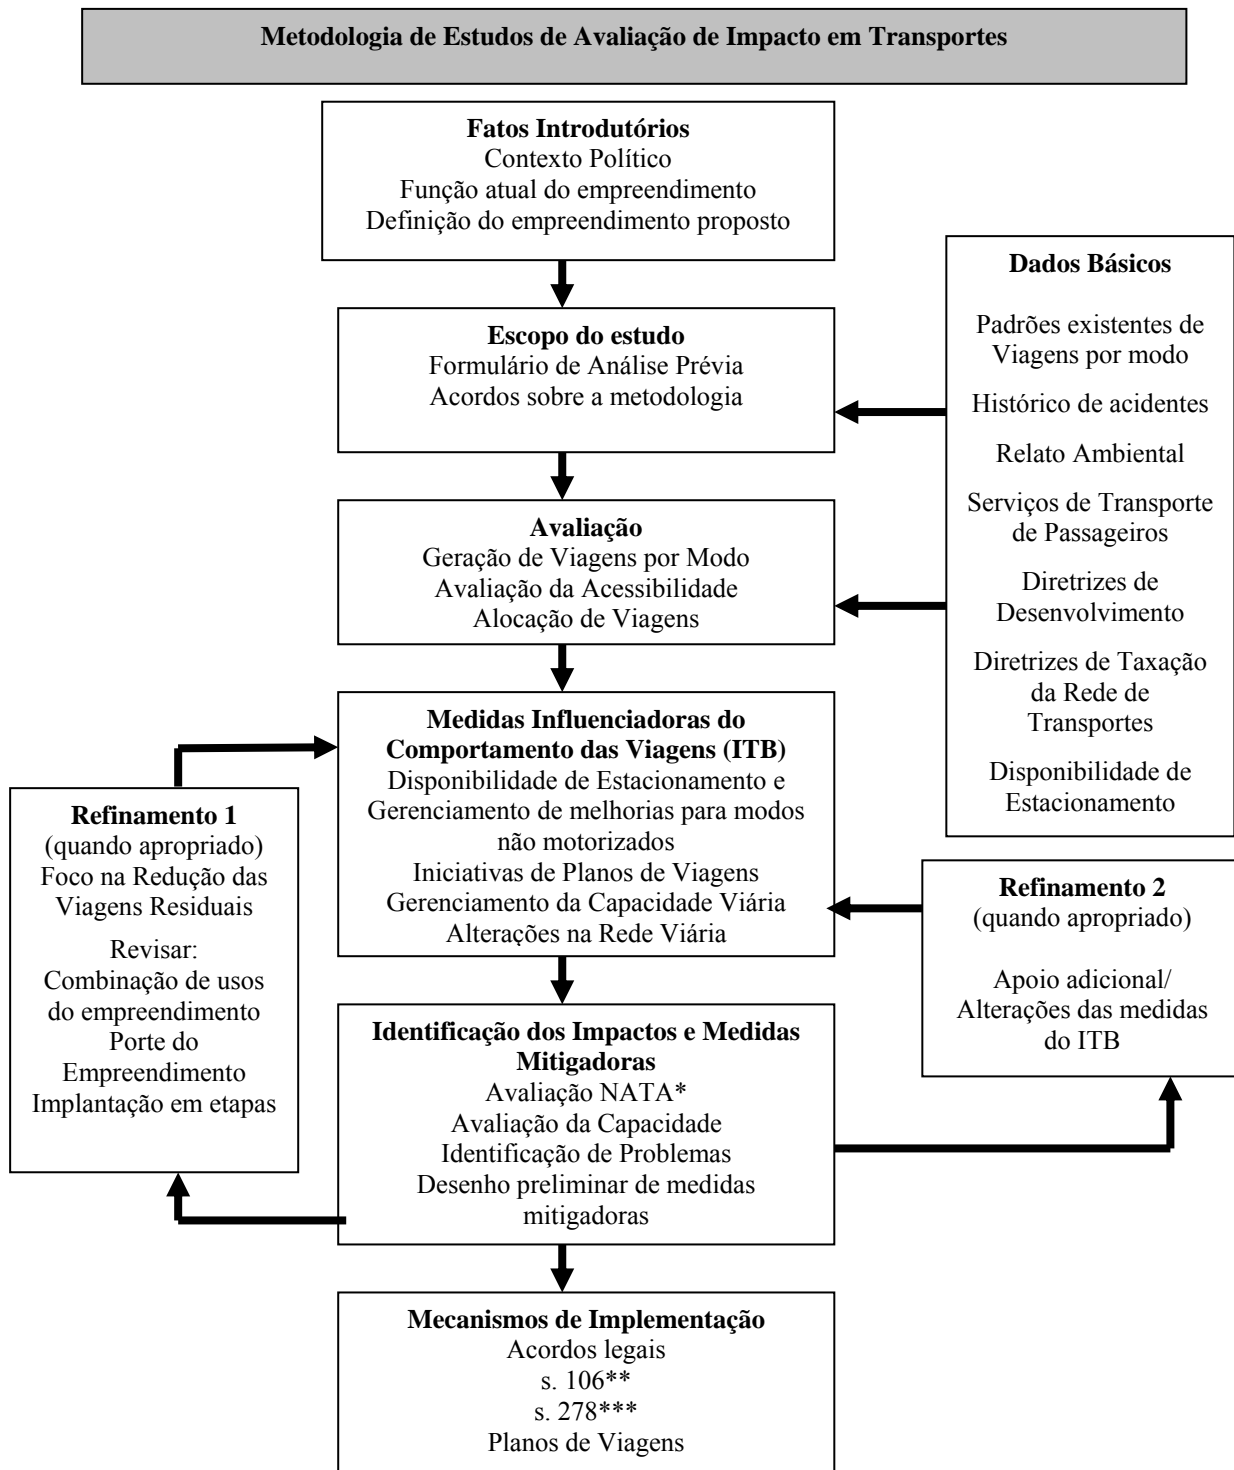 Metodologia de Estudos de Avaliação de Impacto em Transportes
Fatos Introdutórios
Contexto Político
Função atual do empreendimento
Definição do empreendimento proposto
Escopo do estudo
Formulário de Análise Prévia
Acordos sobre a metodologia
Dados Básicos
Padrões existentes de
Viagens por modo
Histórico de acidentes
Relato Ambiental
Serviços de Transporte
de Passageiros
Diretrizes de
Desenvolvimento
Diretrizes de Taxação
da Rede de
Transportes
Disponibilidade de
Estacionamento
Avaliação
Geração de Viagens por Modo
Avaliação da Acessibilidade
Alocação de Viagens
Medidas Influenciadoras do
Comportamento das Viagens (ITB)
Disponibilidade de Estacionamento e
Gerenciamento de melhorias para modos
não motorizados
Iniciativas de Planos de Viagens
Gerenciamento da Capacidade Viária
Alterações na Rede Viária
Refinamento 1
(quando apropriado)
Foco na Redução das
Viagens Residuais
Revisar:
Combinação de usos
do empreendimento
Porte do
Empreendimento
Implantação em etapas
Refinamento 2
(quando apropriado)
Apoio adicional/
Alterações das medidas
do ITB
Identificação dos Impactos e Medidas
Mitigadoras
Avaliação NATA*
Avaliação da Capacidade
Identificação de Problemas
Desenho preliminar de medidas
mitigadoras
Mecanismos de Implementação
Acordos legais
s. 106**
s. 278***
Planos de Viagens